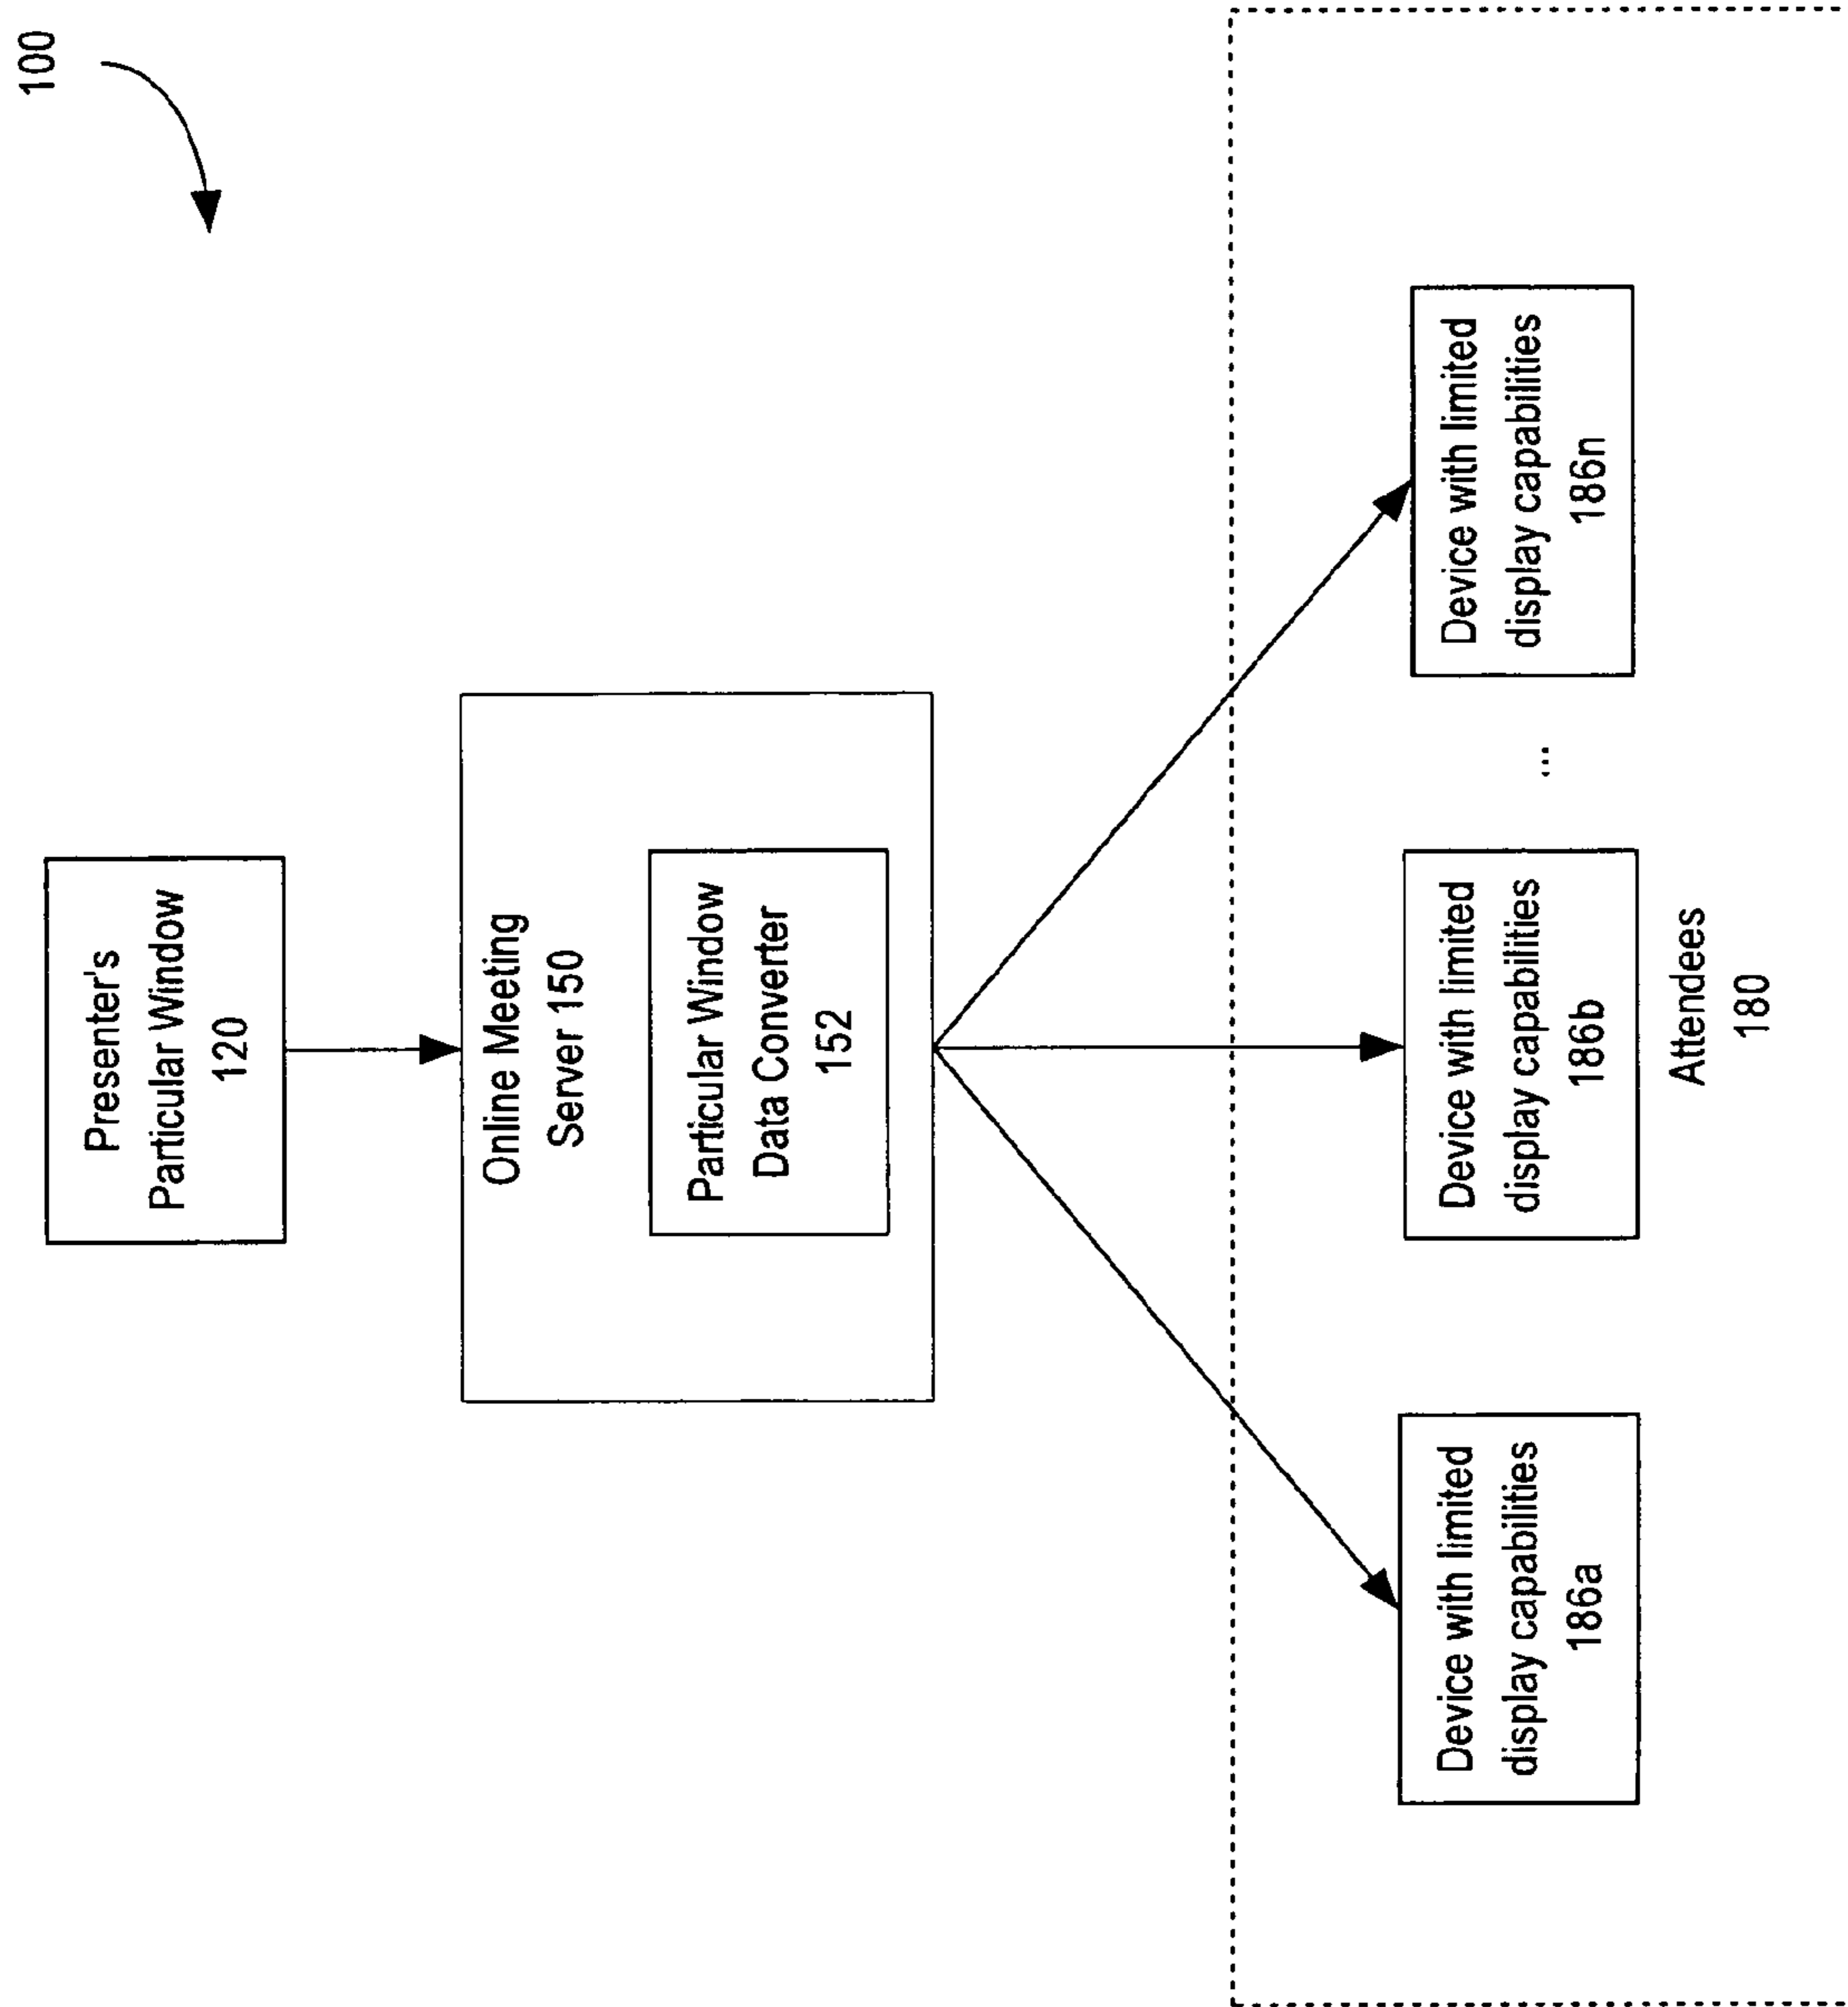 100
Presenter's
Particular Window
120
Online Meeting
Server 150
Particular Window
Data Converter
152
Device with limited
display capabilities
186a
Device with limited
display capabilities
186b
...
Device with limited
display capabilities
186n
Attendees
180